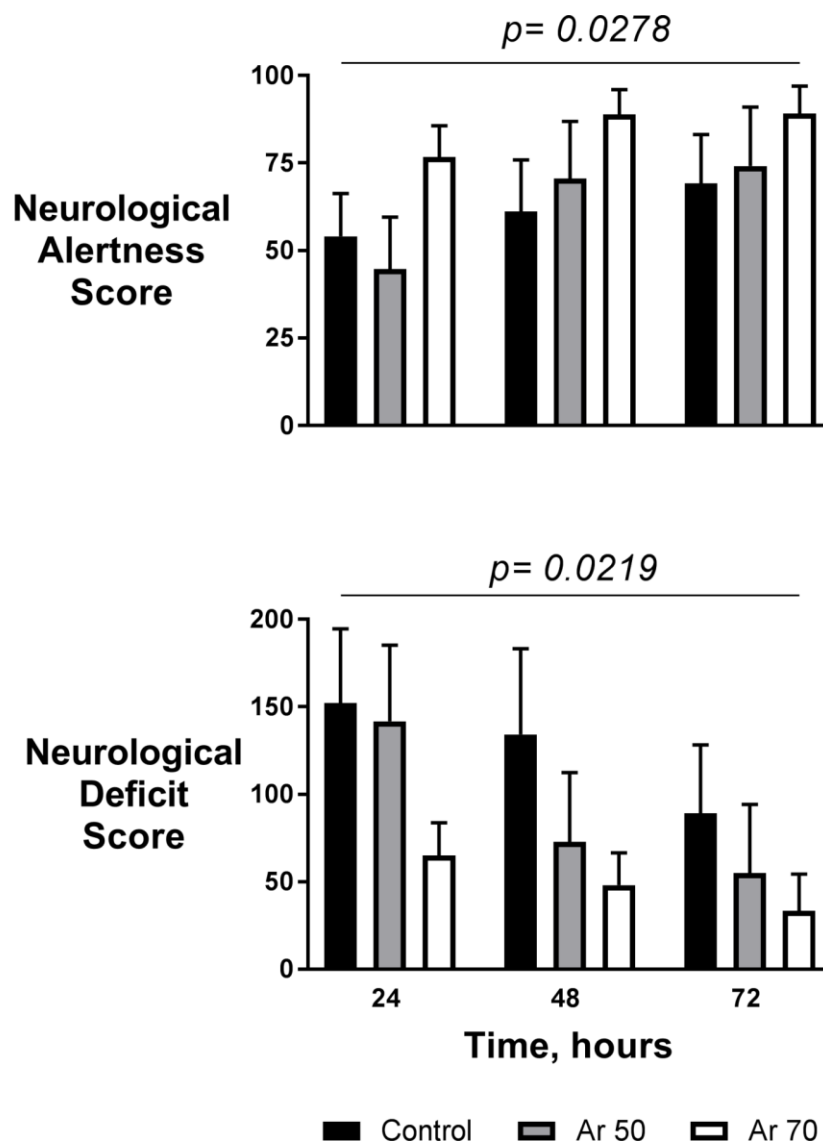 p= 0.0278
100
75
50
25
0
Neurological
Alertness
Score
p= 0.0219
200
150
100
50
0
Neurological
Deficit
Score
24 48 72
Time, hours
Control Ar 50 Ar 70